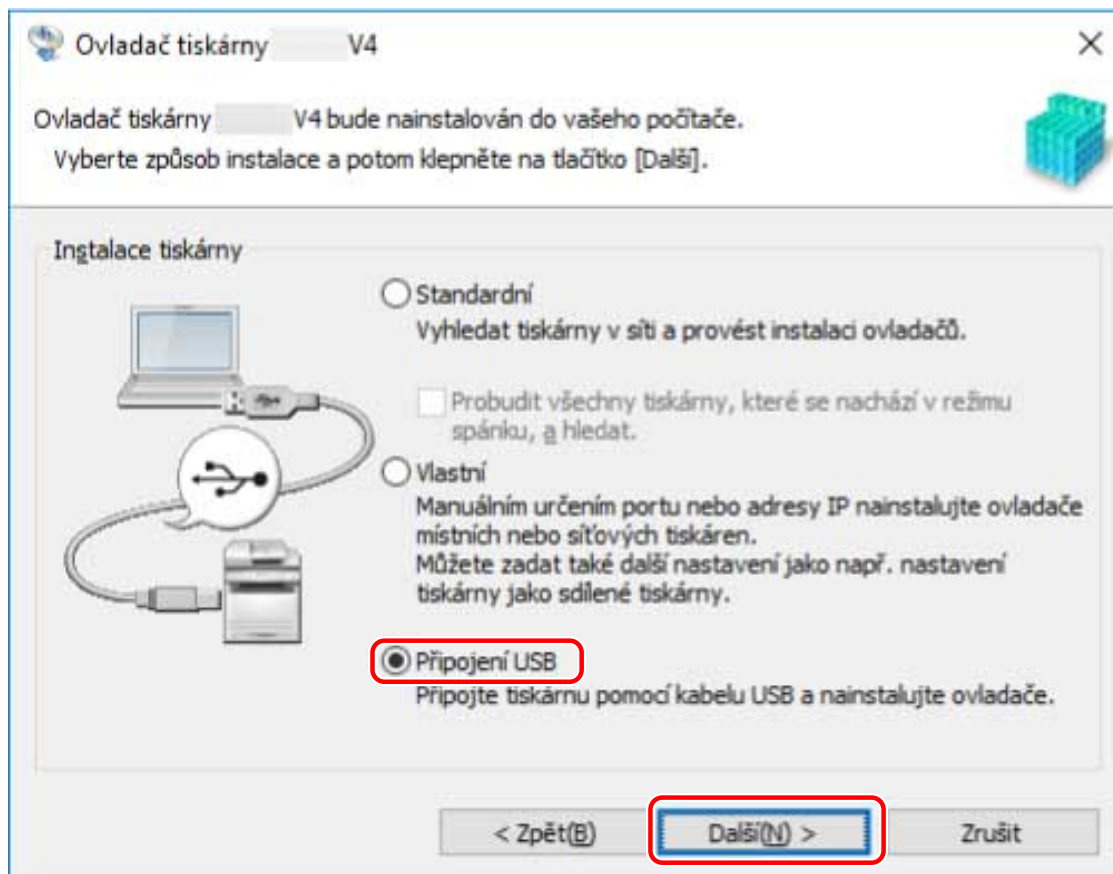 Ovladač tiskárny V4
Ovladač tiskárny V4 bude nainstalován do vašeho počítače.
Vyberte způsob instalace a potom klepněte na tlačítko [Další].
Instalace tiskárny
Standardní
Vyhledat tiskárny v síti a provést instalaci ovladačů.
Probudit všechny tiskárny, které se nachází v režimu
spánku, a hledat.
Vlastní
Manuálním určením portu nebo adresy IP nainstalujte ovladače
místních nebo síťových tiskáren.
Můžete zadat také další nastavení jako např. nastavení
tiskárny jako sdílené tiskárny.
Připojení USB
Připojte tiskárnu pomocí kabelu USB a nainstalujte ovladače.
< Zpět(B) Další(N) > Zrušit